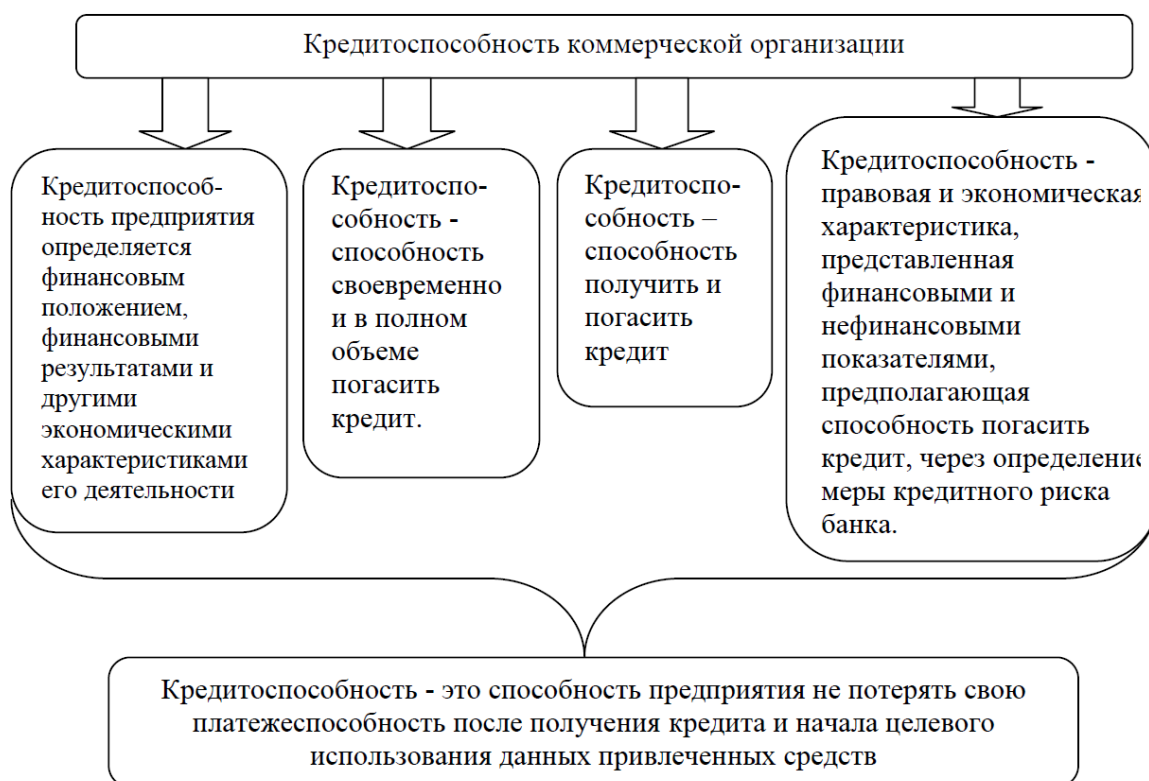 Кредитоспособность коммерческой организации
Кредитоспособ-
ность предприятия
определяется
финансовым
положением,
финансовыми
результатами и
другими
экономическими
характеристиками
его деятельности
Кредитоспо-
собность -
способность
своевременно
и в полном
объеме
погасить
кредит.
Кредитоспо-
собность –
способность
получить и
погасить
кредит
Кредитоспособность -
правовая и экономическая
характеристика,
представленная
финансовыми и
нефинансовыми
показателями,
предполагающая
способность погасить
кредит, через определение
меры кредитного риска
банка.
Кредитоспособность - это способность предприятия не потерять свою
платежеспособность после получения кредита и начала целевого
использования данных привлеченных средств